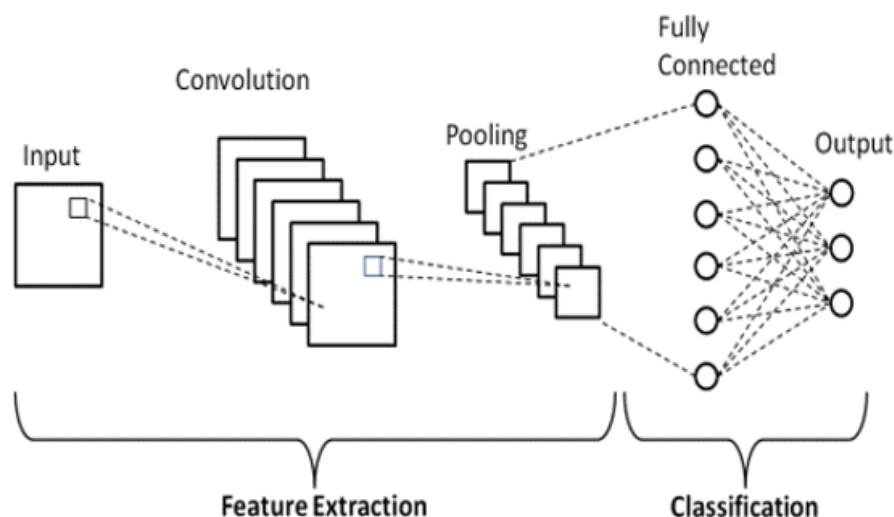 Fully
Connected
Convolution
Pooling
Output
Input
Feature Extraction
Classification